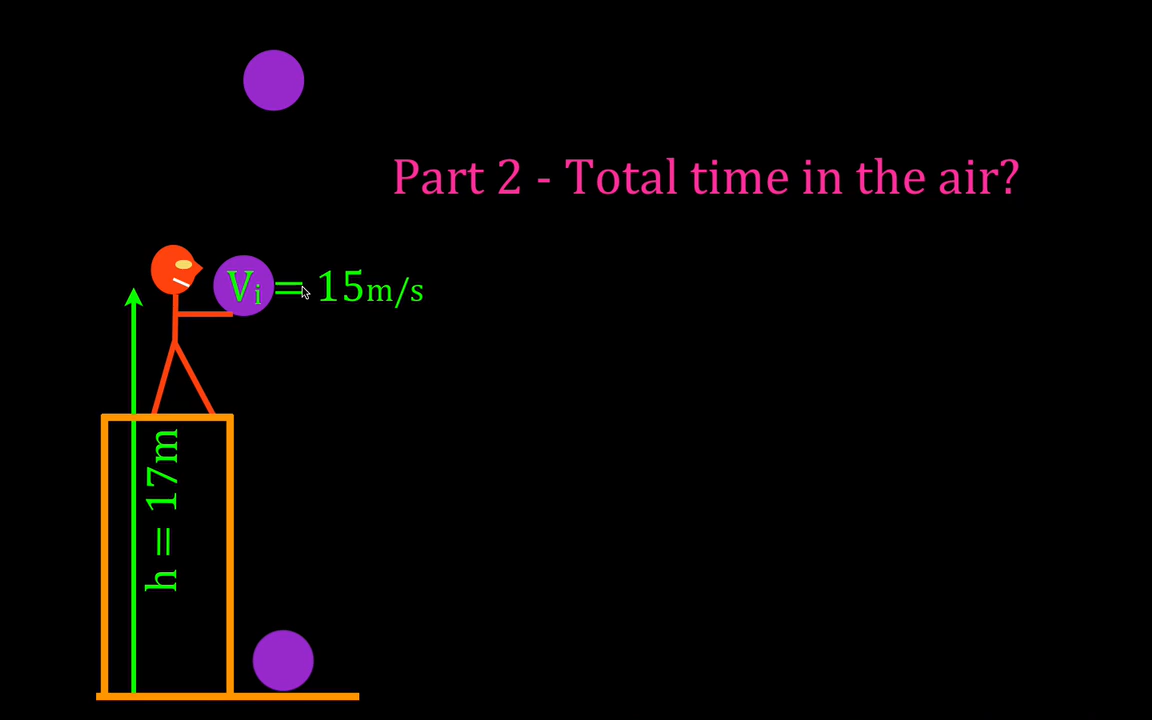 Part 2 - Total time in the air?
Vi = 15m/s
h = 17m